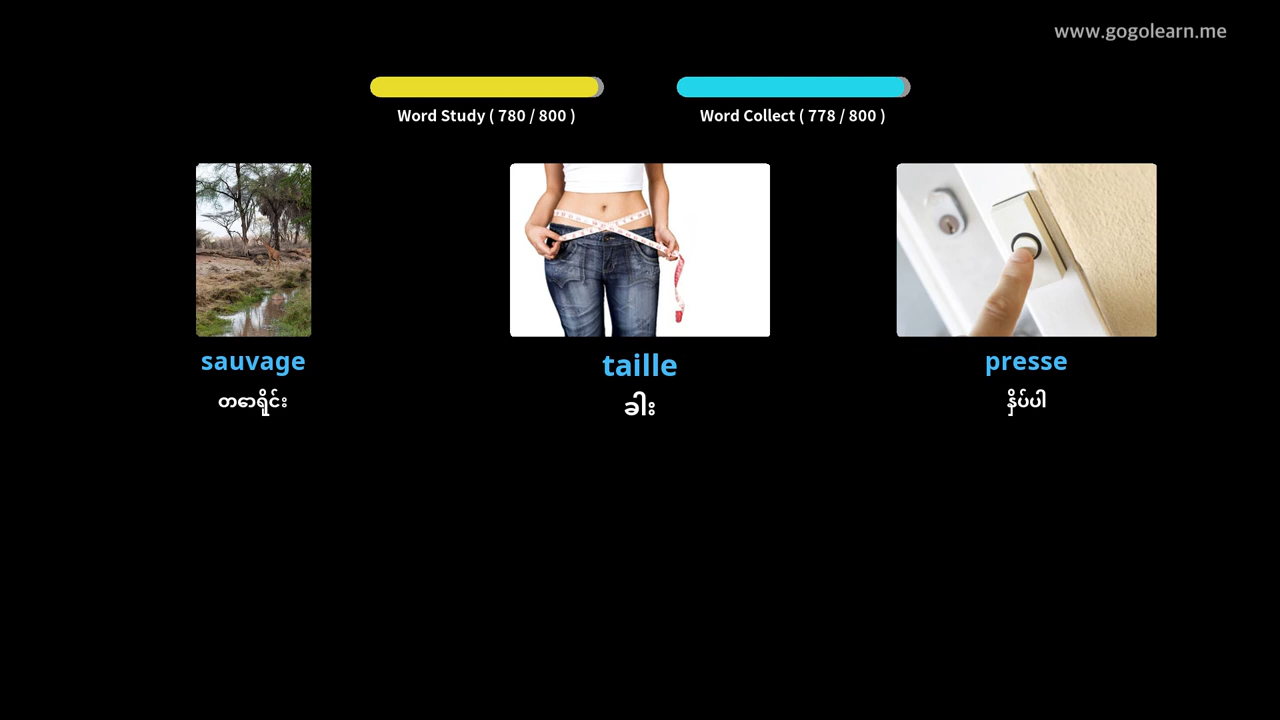 www.gogolearn.me
Word Study ( 780 / 800 )
Word Collect ( 778 / 800 )
sauvage
taille
presse
တောရိုင်း
ခါး
နှိပ်ပါ